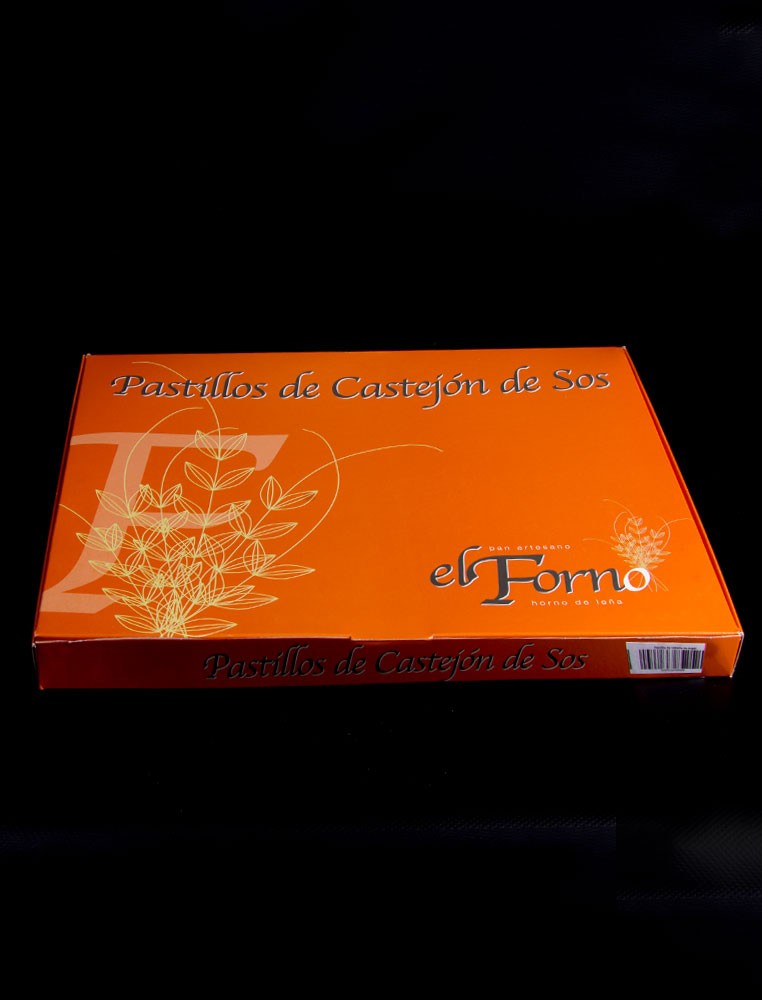 Pastillos de Castejón de Sos
F
pan artesano
el Forno
horno de leña
Pastillos de Castejón de Sos